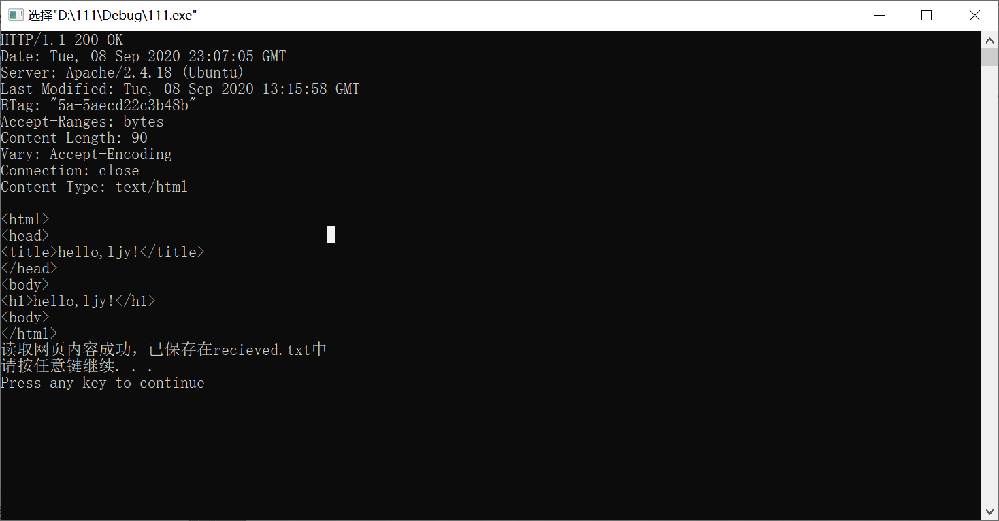 选择"D:\111\Debug\111.exe"
HTTP/1.1 200 OK
Date: Tue, 08 Sep 2020 23:07:05 GMT
Server: Apache/2.4.18 (Ubuntu)
Last-Modified: Tue, 08 Sep 2020 13:15:58 GMT
ETag: "5a-5aecd22c3b48b"
Accept-Ranges: bytes
Content-Length: 90
Vary: Accept-Encoding
Connection: close
Content-Type: text/html

<html>
<head>
<title>hello,ljy!</title>
</head>
<body>
<h1>hello,ljy!</h1>
<body>
</html>
读取网页内容成功，已保存在recieved.txt中
请按任意键继续. . .
Press any key to continue